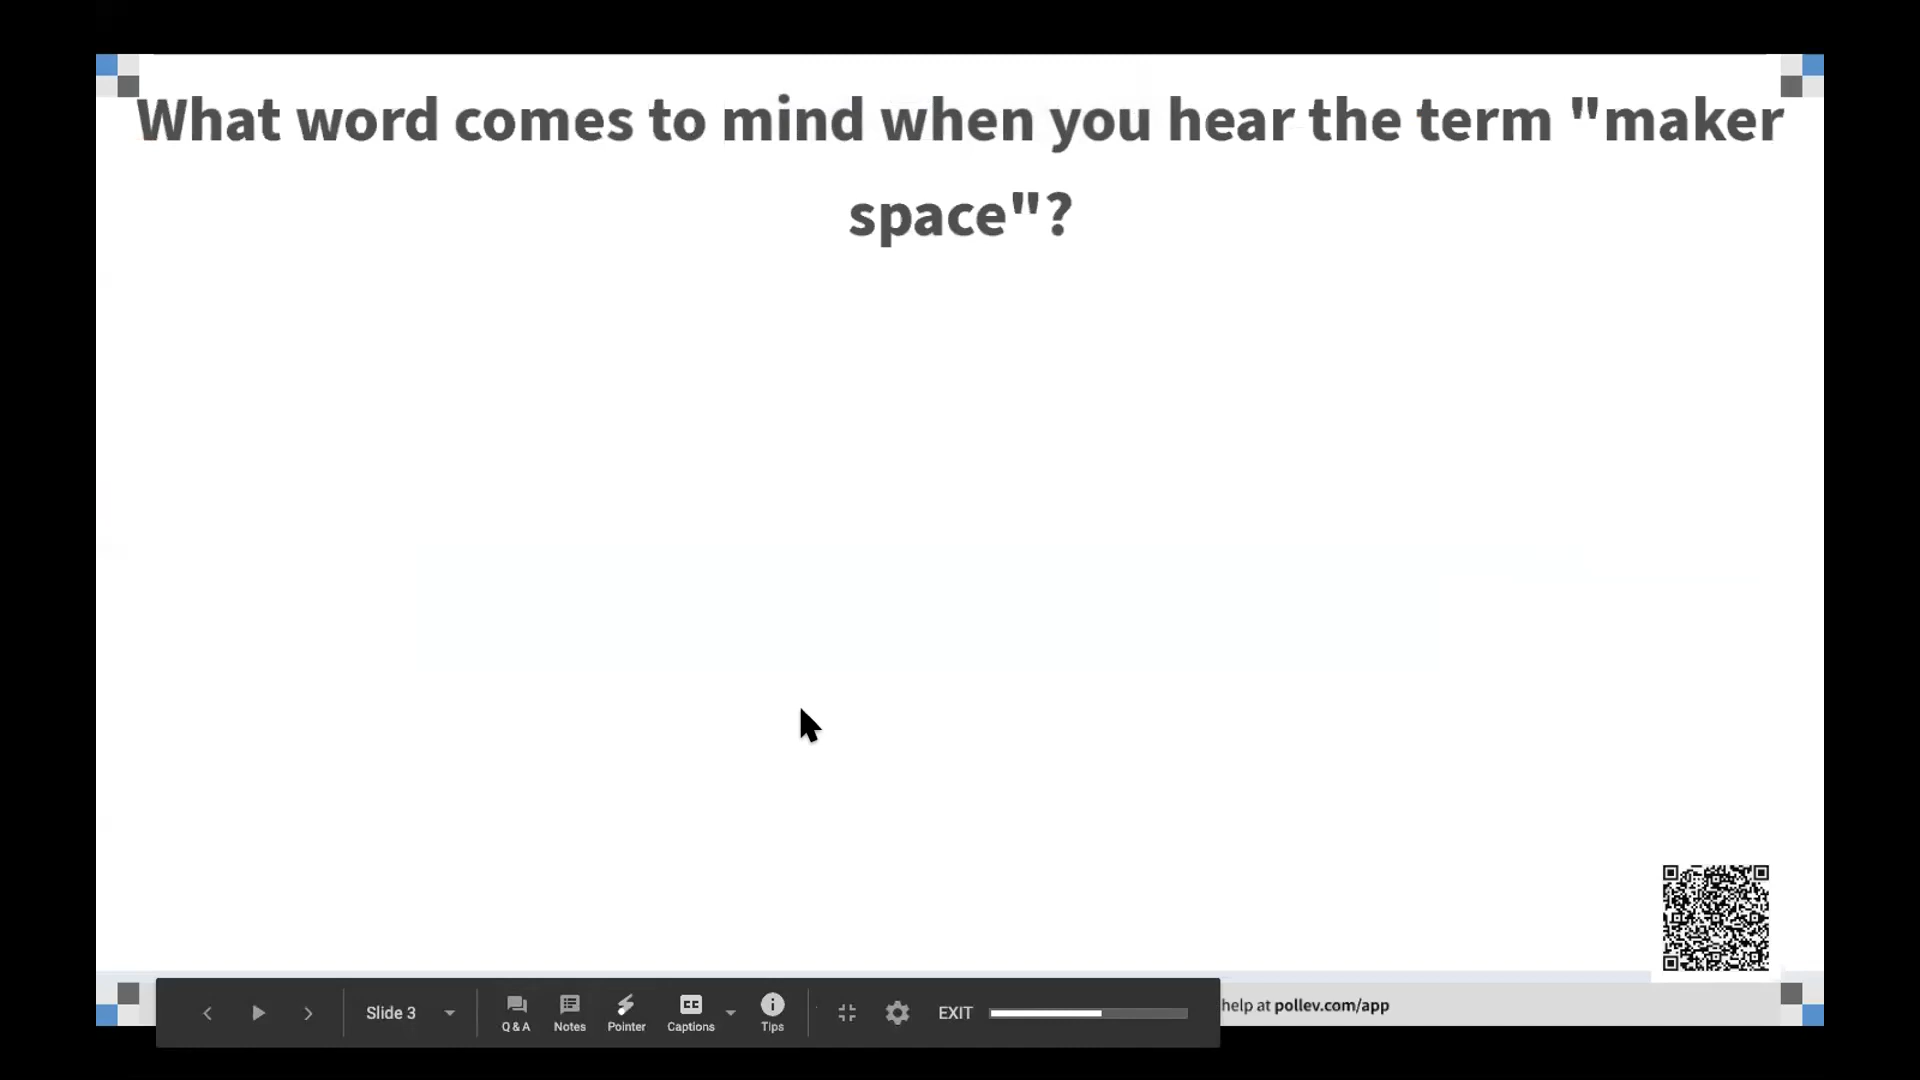 What word comes to mind when you hear the term "maker
space"?
Slide 3
Q & A
Notes
Pointer
CC
Captions
Tips
EXIT
help at pollev.com/app